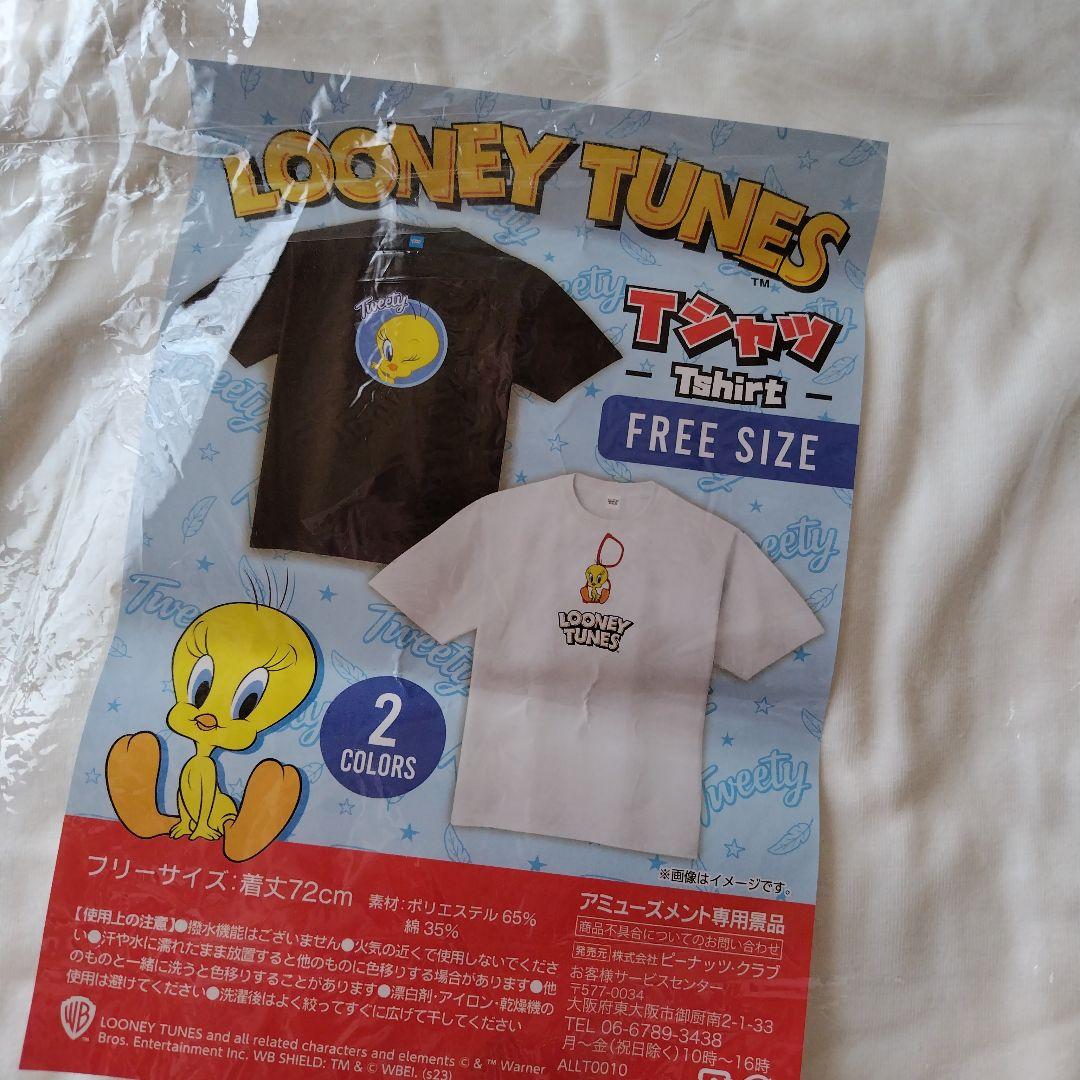 LOONEY TUNES
TM
Tweety
Tシャツ
Tshirt
FREE SIZE
LOONEY
TUNES
Tweety
Tweety
eety
eety
Tweety
2
COLORS
※画像はイメージです。
フリーサイズ:着丈72cm
素材:ポリエステル 65%
綿 35%
【使用上の注意】●撥水機能はございません●火気の近くで使用しないでくださ
い●汗や水に濡れたまま放置すると他のものに色移りする場合があります●他
のものと一緒に洗うと色移りすることがあります●漂白剤・アイロン・乾燥機の
使用は避けてください●洗濯後はよく絞ってすぐに広げて干してください
WB
LOONEY TUNES and all related characters and elements © & ™ Warner
Bros. Entertainment Inc. WB SHIELD: TM & © WBEI. (s23)
アミューズメント専用景品
商品不具合についてのお問い合わせ
発売元 株式会社 ピーナッツ・クラブ
お客様サービスセンター
〒577-0034
大阪府東大阪市御厨南2-1-33
TEL 06-6789-3438
月〜金(祝日除く)10時〜16時
ALLT0010